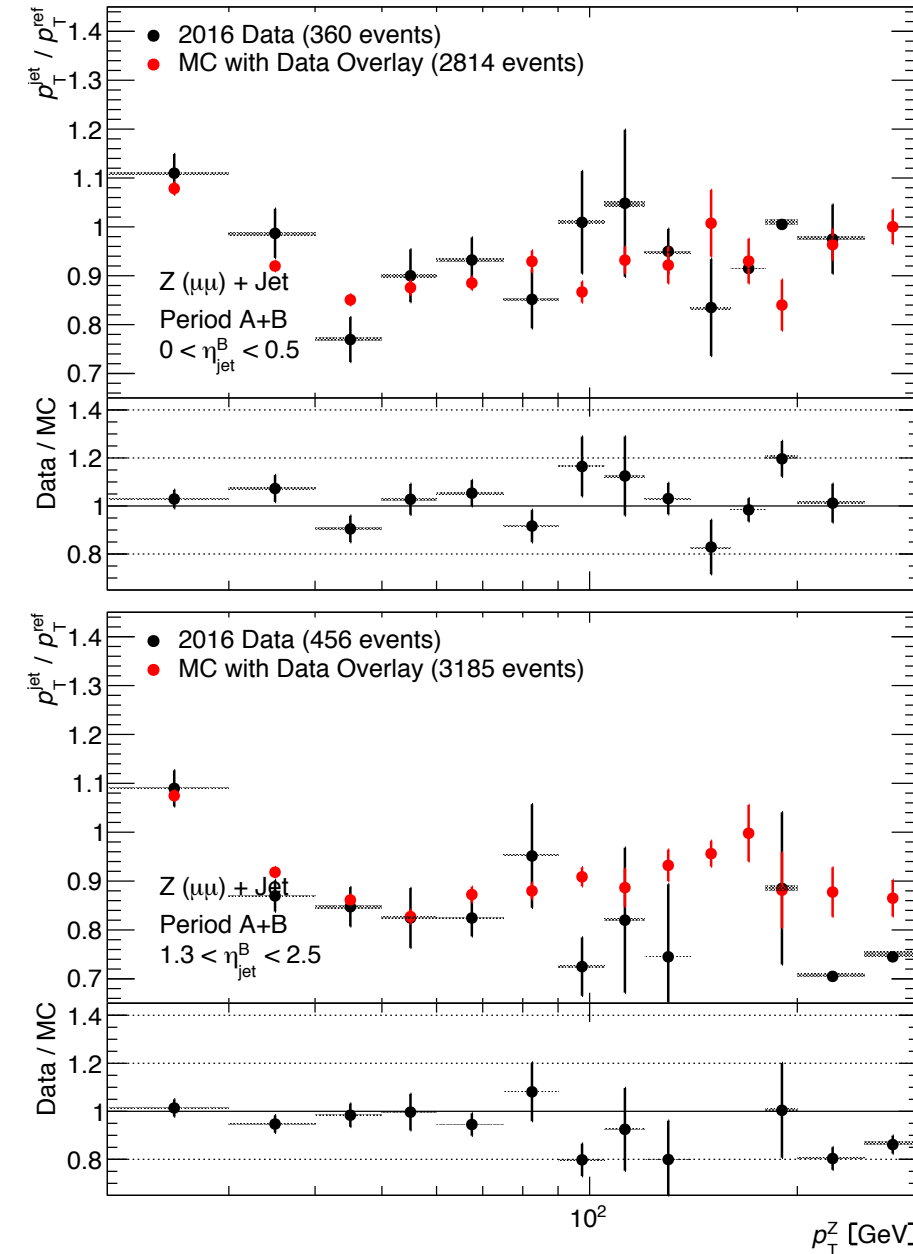 p_T^jet / p_T^ref
1.4
1.3
1.2
1.1
1
0.9
0.8
0.7
2016 Data (360 events)
MC with Data Overlay (2814 events)
Z (μμ) + Jet
Period A+B
0 < η_jet^B < 0.5
Data / MC
1.4
1.2
1
0.8
p_T^jet / p_T^ref
1.4
1.3
1.2
1.1
1
0.9
0.8
0.7
2016 Data (456 events)
MC with Data Overlay (3185 events)
Z (μμ) + Jet
Period A+B
1.3 < η_jet^B < 2.5
Data / MC
1.4
1.2
1
0.8
10²
p_T^Z [GeV]